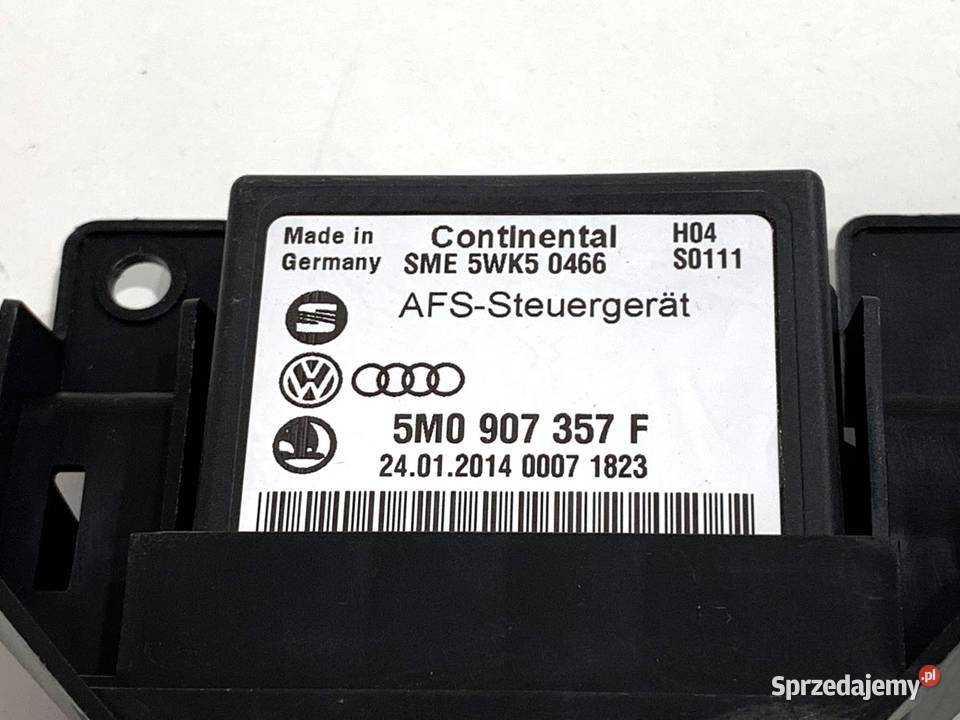 Made in Continental H04
Germany SME 5WK5 0466 S0111
AFS-Steuergerät
5M0 907 357 F
24.01.2014 0007 1823
Sprzedajemy.pl